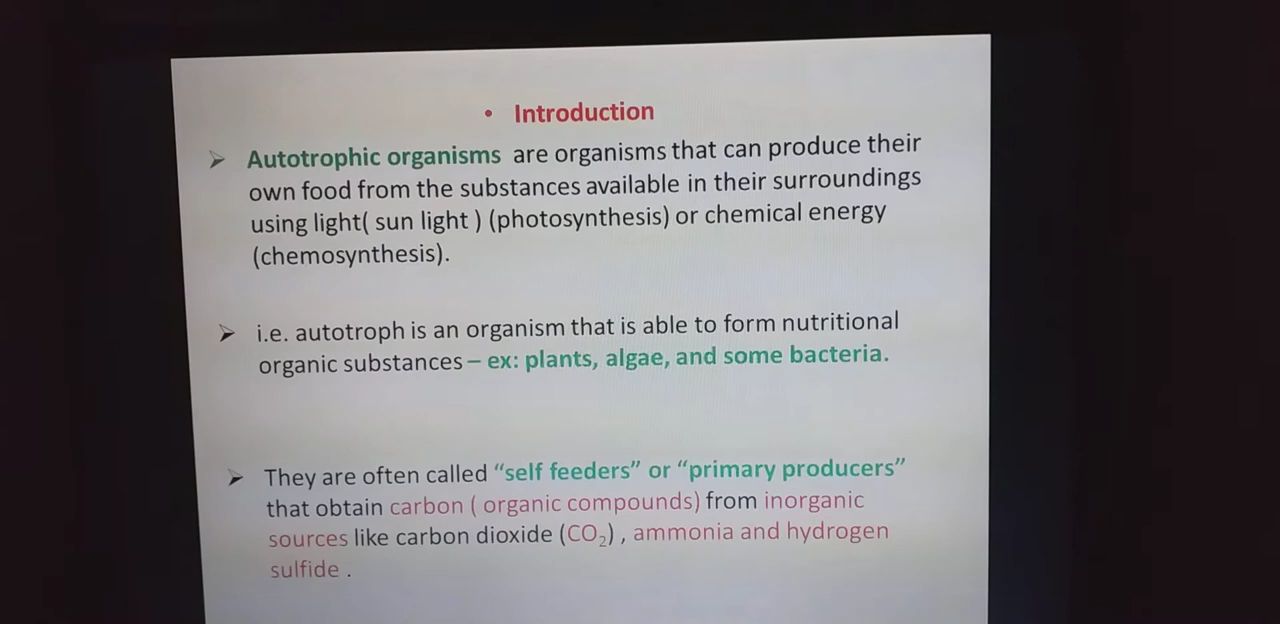 • Introduction
➢ Autotrophic organisms are organisms that can produce their
own food from the substances available in their surroundings
using light( sun light ) (photosynthesis) or chemical energy
(chemosynthesis).
➢ i.e. autotroph is an organism that is able to form nutritional
organic substances – ex: plants, algae, and some bacteria.
➢ They are often called “self feeders” or “primary producers”
that obtain carbon ( organic compounds) from inorganic
sources like carbon dioxide (CO₂) , ammonia and hydrogen
sulfide .